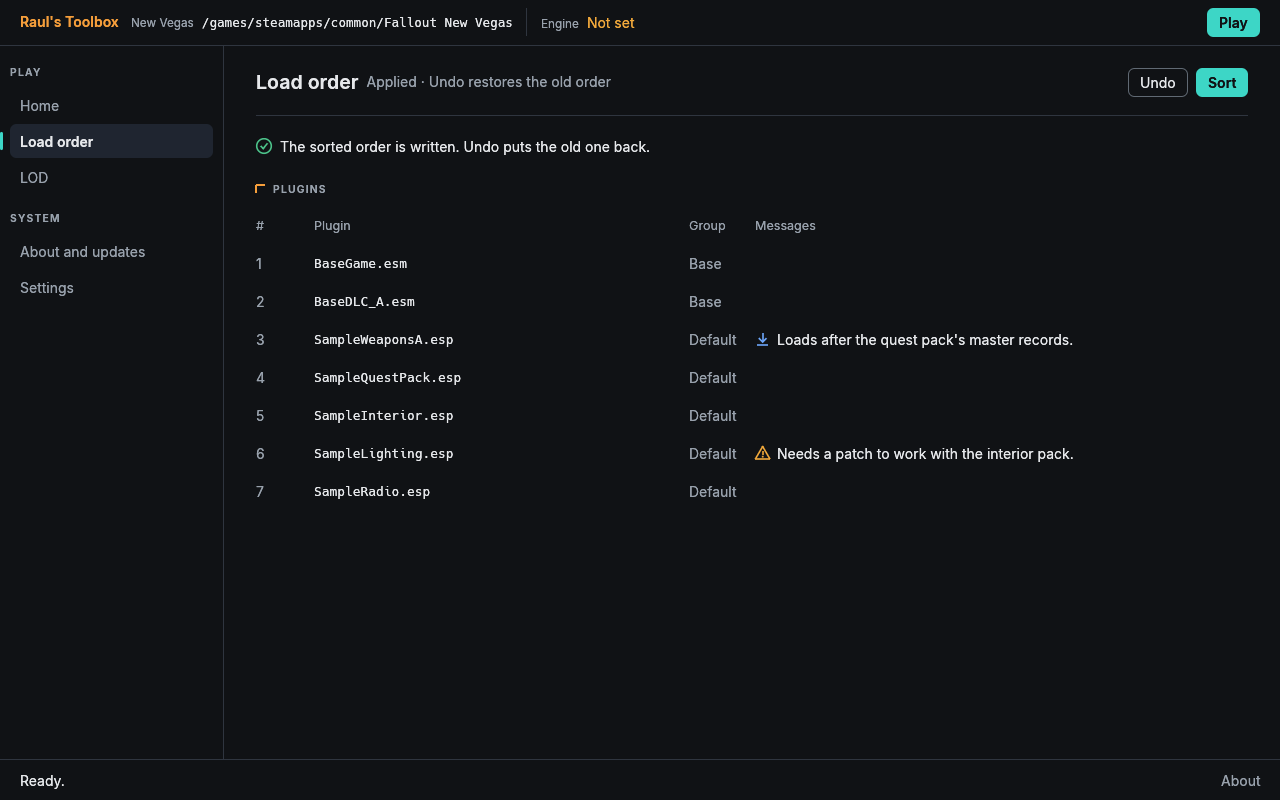 Raul's Toolbox New Vegas /games/steamapps/common/Fallout New Vegas Engine Not set Play
PLAY
Home
Load order
LOD
SYSTEM
About and updates
Settings
Load order Applied · Undo restores the old order Undo Sort
The sorted order is written. Undo puts the old one back.
PLUGINS
# Plugin Group Messages
1 BaseGame.esm Base
2 BaseDLC_A.esm Base
3 SampleWeaponsA.esp Default Loads after the quest pack's master records.
4 SampleQuestPack.esp Default
5 SampleInterior.esp Default
6 SampleLighting.esp Default Needs a patch to work with the interior pack.
7 SampleRadio.esp Default
Ready. About